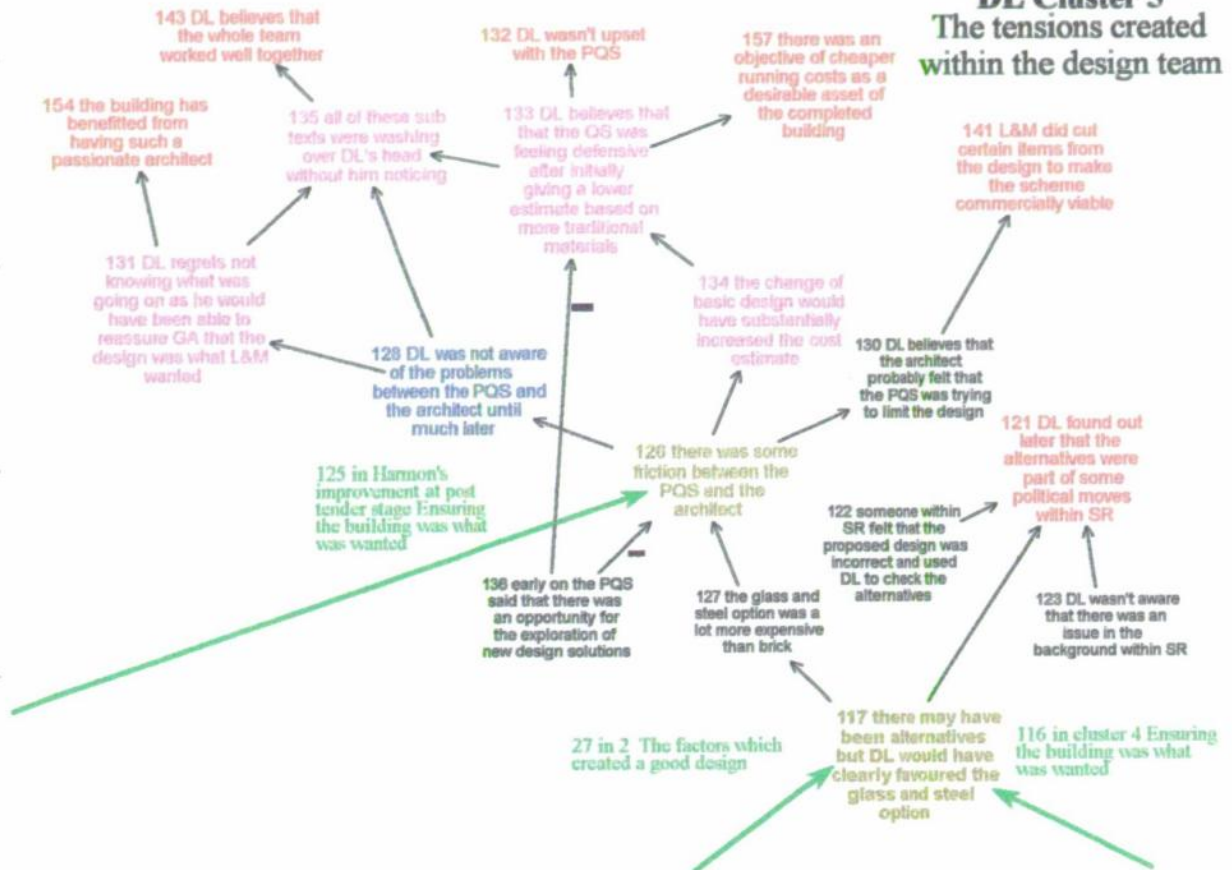 DL Cluster 5
The tensions created
within the design team
143 DL believes that
the whole team
worked well together
132 DL wasn't upset
with the PQS
157 there was an
objective of cheaper
running costs as a
desirable asset of
the completed
building
154 the building has
benefitted from
having such a
passionate architect
135 all of these sub
texts were washing
over DL's head
without him noticing
133 DL believes that
that the QS was
feeling defensive
after initially
giving a lower
estimate based on
more traditional
materials
141 L&M did cut
certain items from
the design to make
the scheme
commercially viable
131 DL regrets not
knowing what was
going on as he would
have been able to
reassure GA that the
design was what L&M
wanted
134 the change of
basic design would
have substantially
increased the cost
estimate
128 DL was not aware
of the problems
between the PQS and
the architect until
much later
130 DL believes that
the architect
probably felt that
the PQS was trying
to limit the design
121 DL found out
later that the
alternatives were
part of some
political moves
within SR
126 there was some
friction between the
PQS and the
architect
125 in Harmon's
improvement at post
tender stage Ensuring
the building was what
was wanted
122 someone within
SR felt that the
proposed design was
incorrect and used
DL to check the
alternatives
136 early on the PQS
said that there was
an opportunity for
the exploration of
new design solutions
127 the glass and
steel option was a
lot more expensive
than brick
123 DL wasn't aware
that there was an
issue in the
background within SR
117 there may have
been alternatives
but DL would have
clearly favoured the
glass and steel
option
27 in 2 The factors which
created a good design
116 in cluster 4 Ensuring
the building was what
was wanted